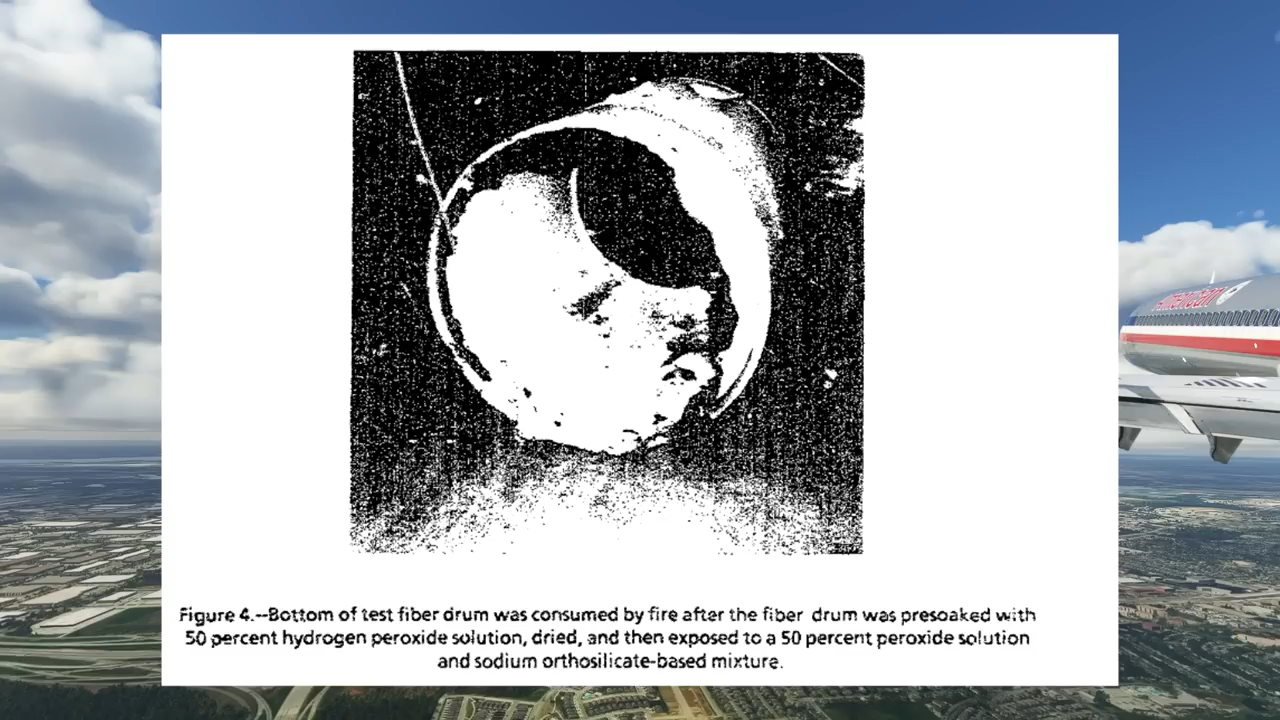 American
Figure 4.--Bottom of test fiber drum was consumed by fire after the fiber drum was presoaked with
50 percent hydrogen peroxide solution, dried, and then exposed to a 50 percent peroxide solution
and sodium orthosilicate-based mixture.